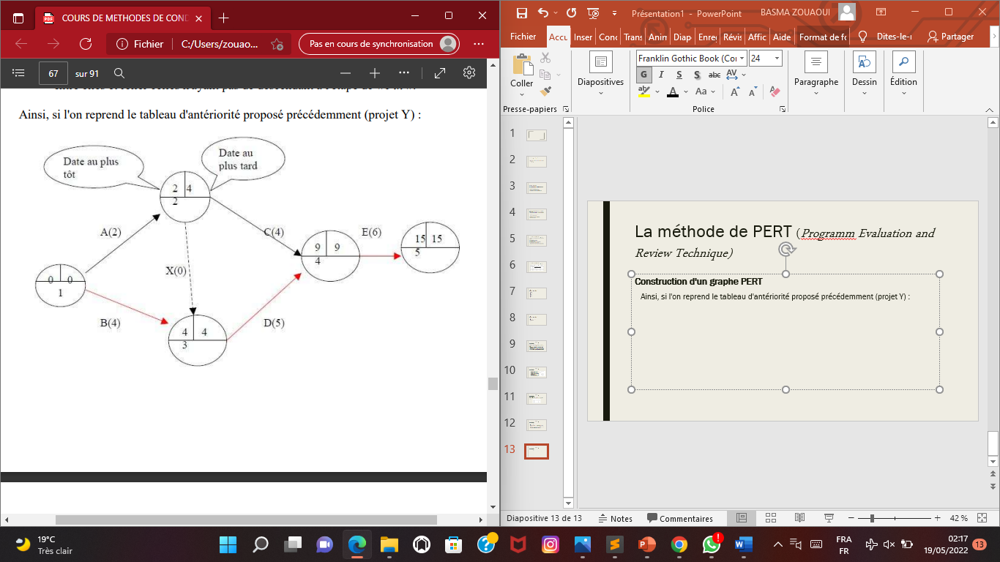 COURS DE METHODES DE CON
Fichier
C:/Users/zouao...
Pas en cours de synchronisation
67
sur 91
Ainsi, si l'on reprend le tableau d'antériorité proposé précédemment (projet Y) :
Date au plus
tôt
Date au
plus tard
2 4
2
A(2)
C(4)
E(6)
15 15
5
9 9
4
X(0)
0 0
1
B(4)
4 4
3
D(5)
Présentation1 - PowerPoint
BASMA ZOUAOUI
Fichier
Accu
Inser
Conc
Trans
Anim
Diap
Enre
Révis
Affic
Aide
Format de fo
Dites-le-
Partager
Coller
Presse-papiers
Diapositives
Franklin Gothic Book (Cor
24
G I S S abc AV
Aa A A
Police
Paragraphe
Dessin
Édition
1
2
3
4
5
6
7
8
9
10
11
12
13
La méthode de PERT (Programm Evaluation and
Review Technique)
Construction d'un graphe PERT
Ainsi, si l'on reprend le tableau d'antériorité proposé précédemment (projet Y) :
Diapositive 13 de 13
Notes
Commentaires
42 %
19°C
Très clair
FRA
FR
02:17
19/05/2022
13